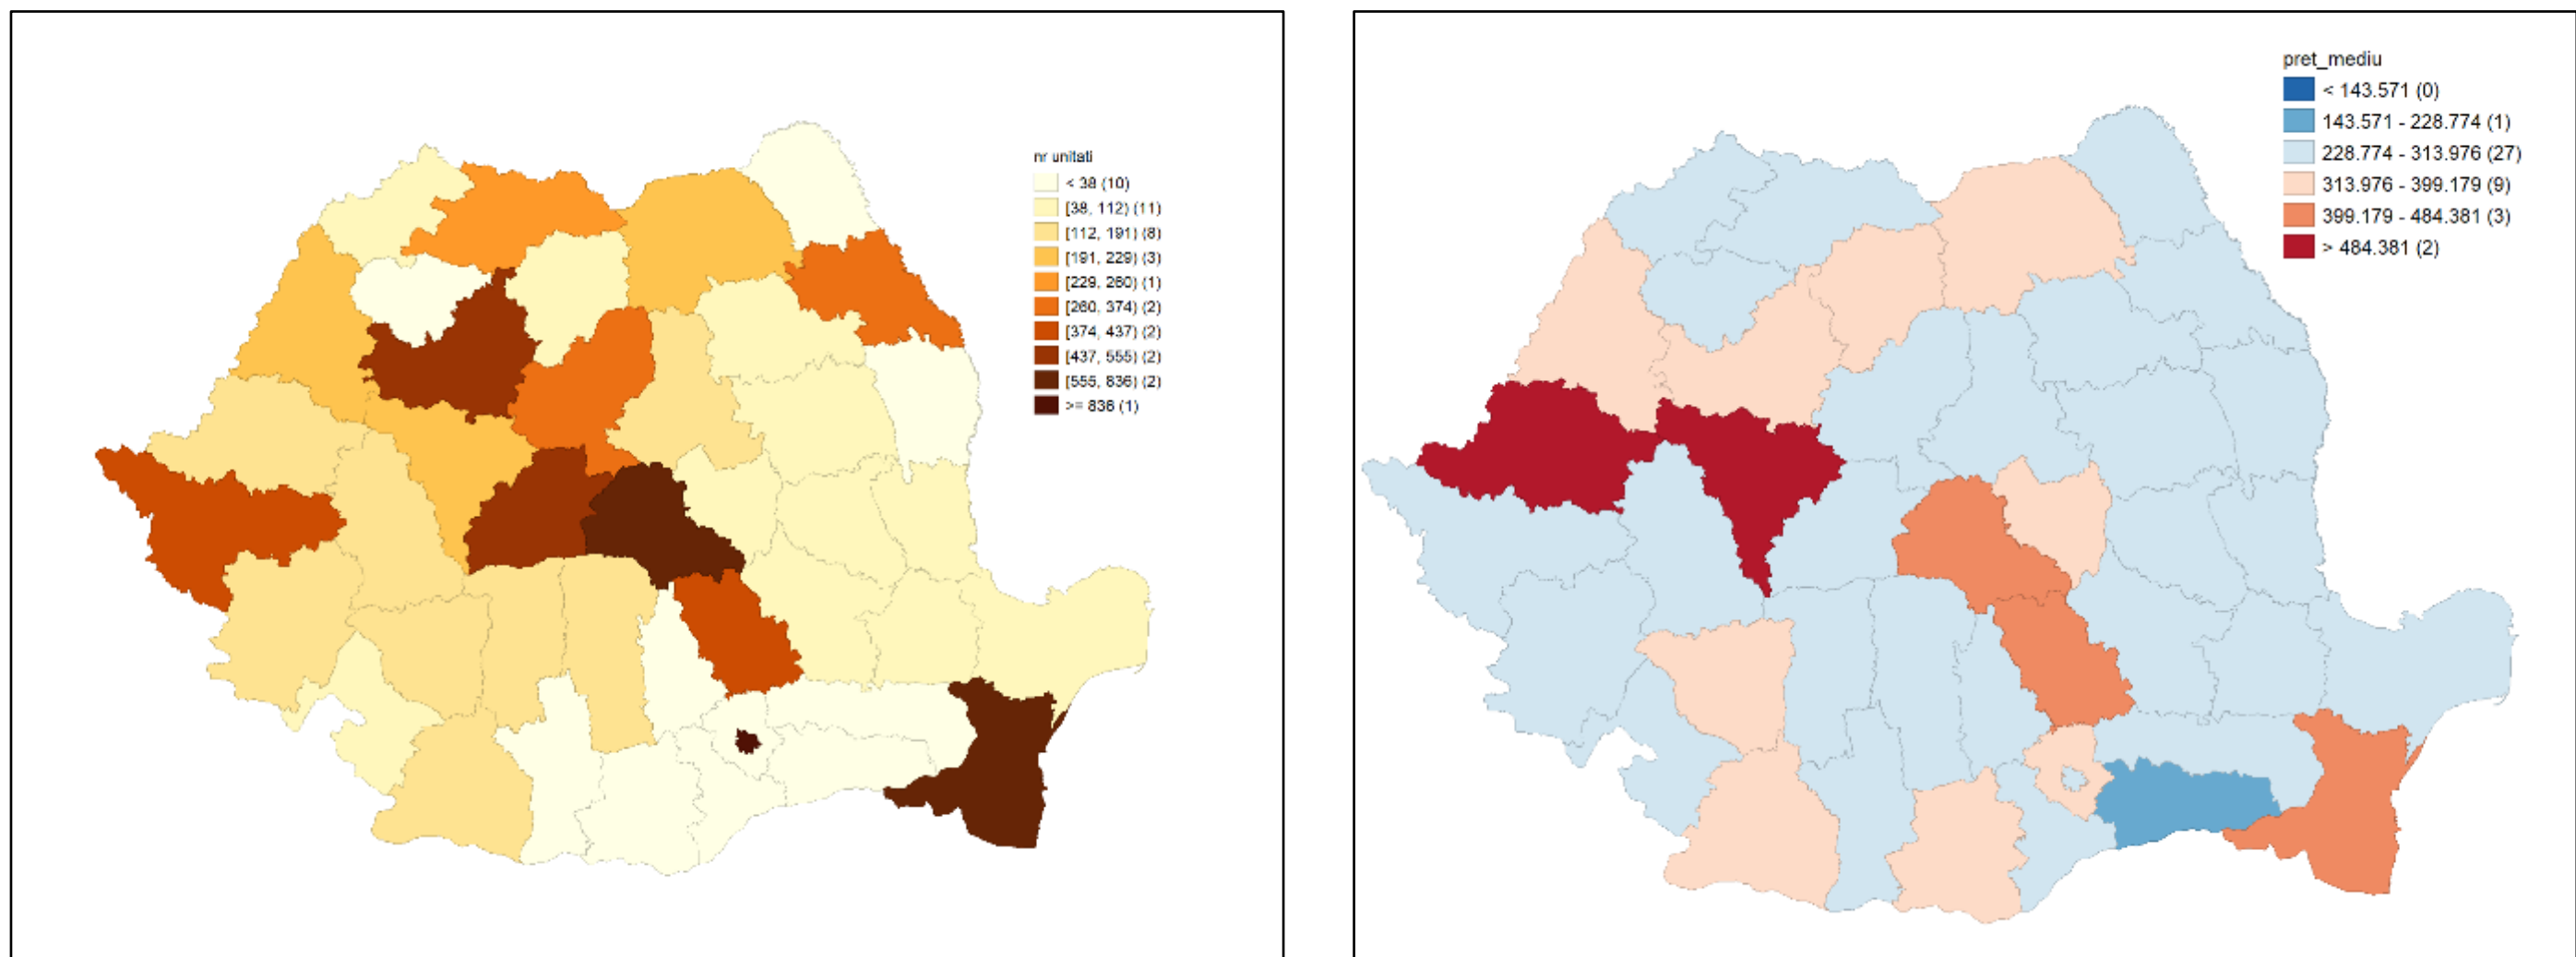 nr unitati
< 38 (10)
[38, 112) (11)
[112, 191) (8)
[191, 229) (3)
[229, 260) (1)
[260, 374) (2)
[374, 437) (2)
[437, 555) (2)
[555, 836) (2)
>= 836 (1)
pret_mediu
< 143.571 (0)
143.571 - 228.774 (1)
228.774 - 313.976 (27)
313.976 - 399.179 (9)
399.179 - 484.381 (3)
> 484.381 (2)